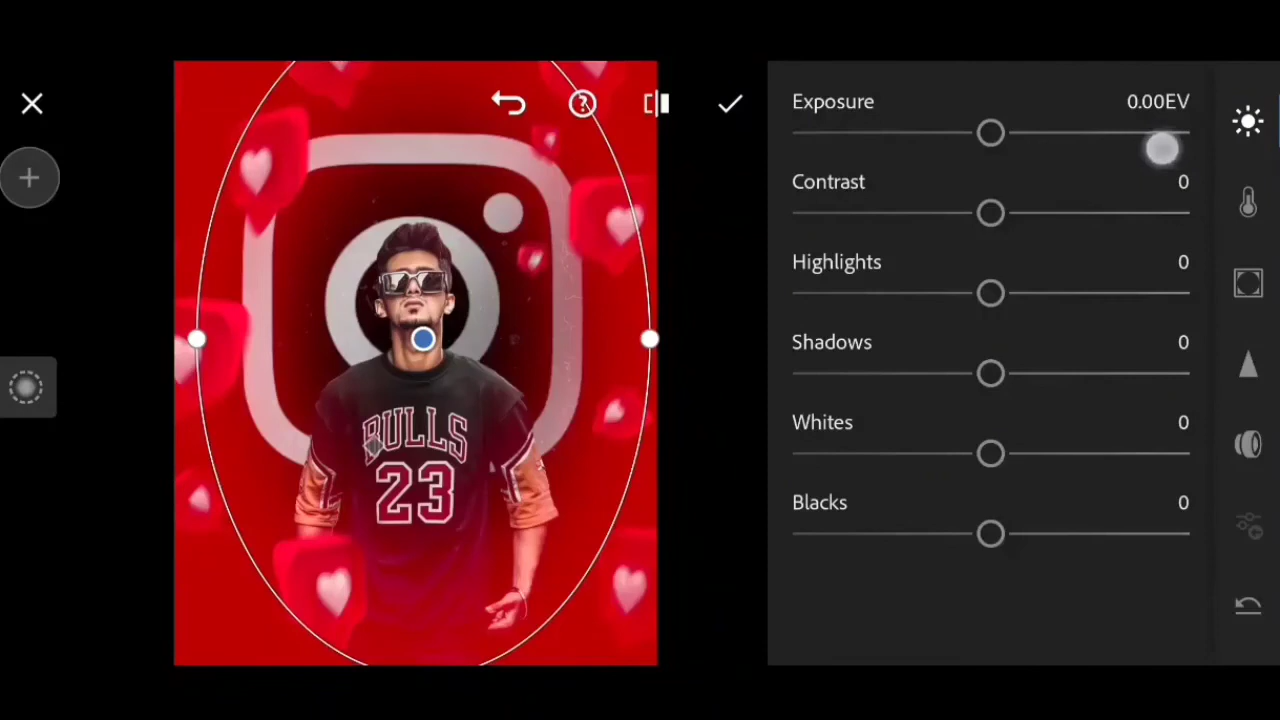 Exposure 0.00EV
Contrast 0
Highlights 0
Shadows 0
Whites 0
Blacks 0
BULLS
23